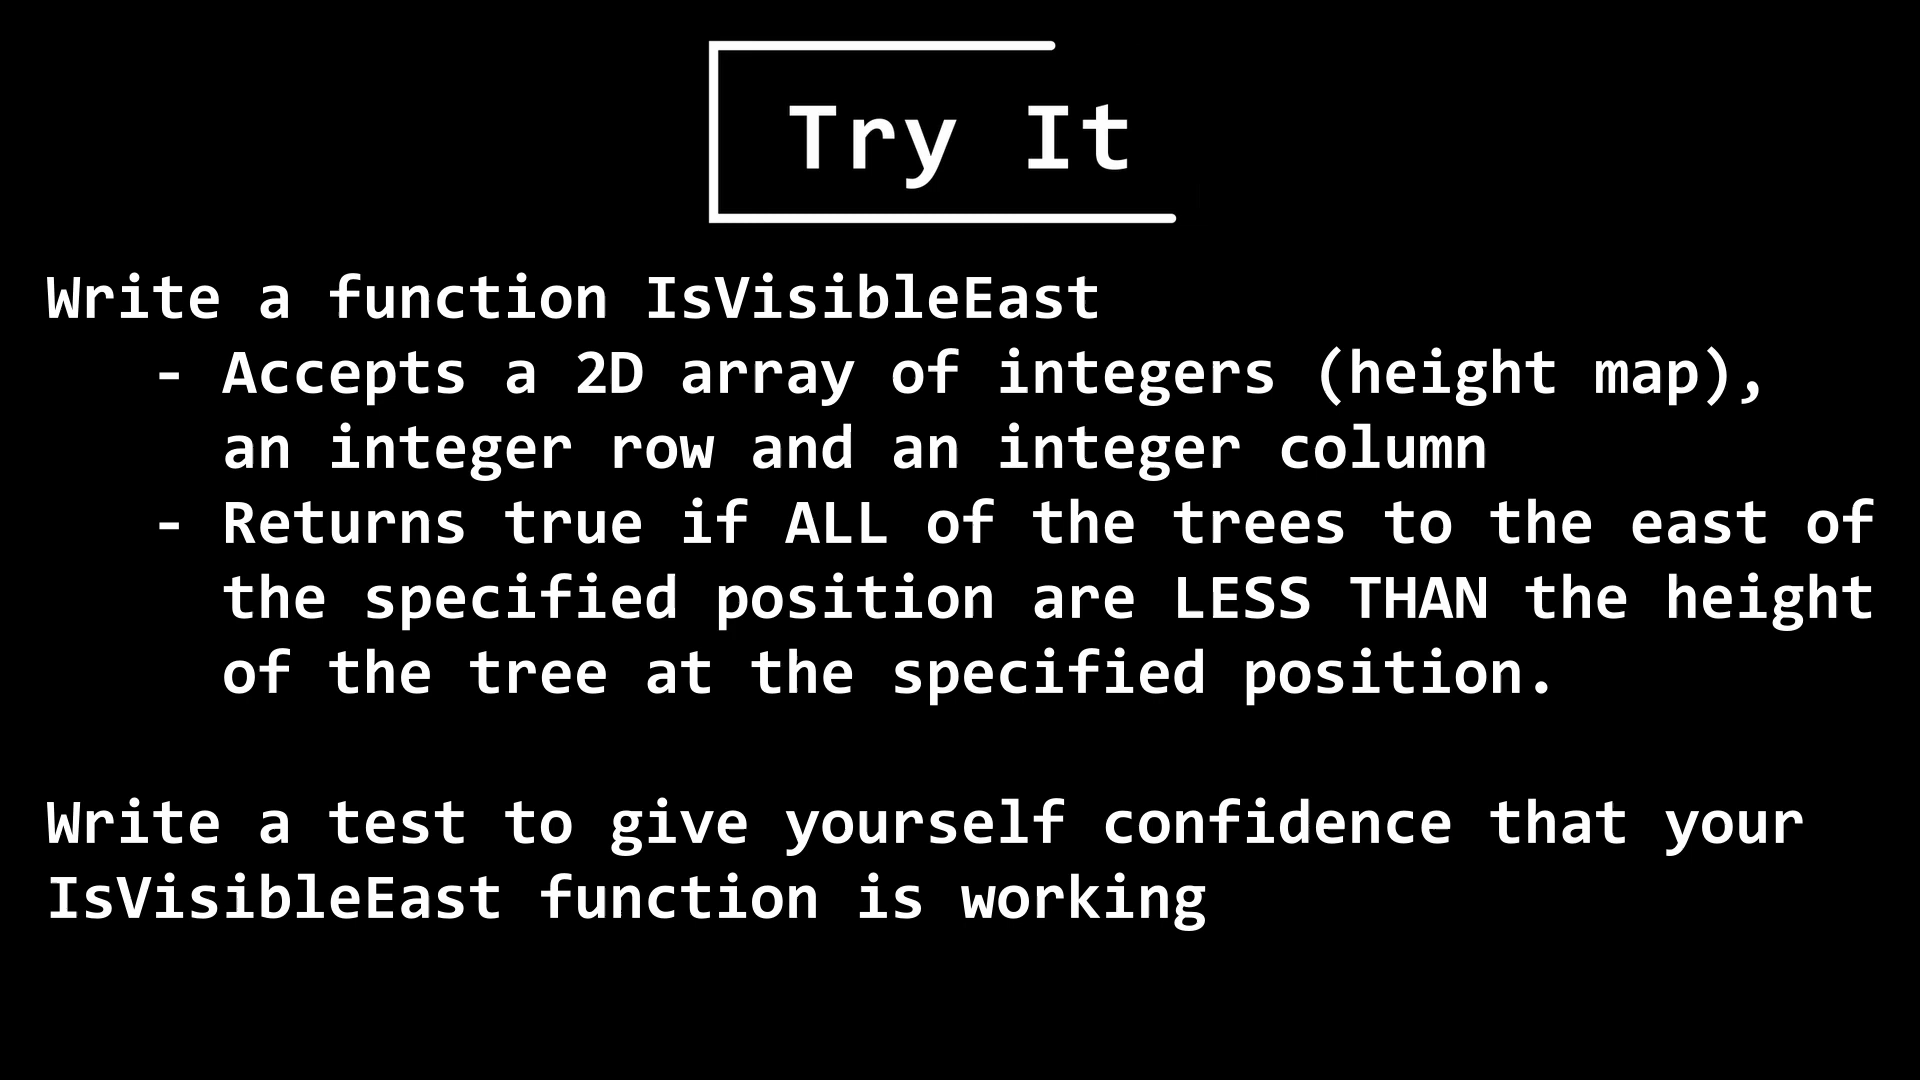 Try It
Write a function IsVisibleEast
- Accepts a 2D array of integers (height map),
an integer row and an integer column
- Returns true if ALL of the trees to the east of
the specified position are LESS THAN the height
of the tree at the specified position.
Write a test to give yourself confidence that your
IsVisibleEast function is working